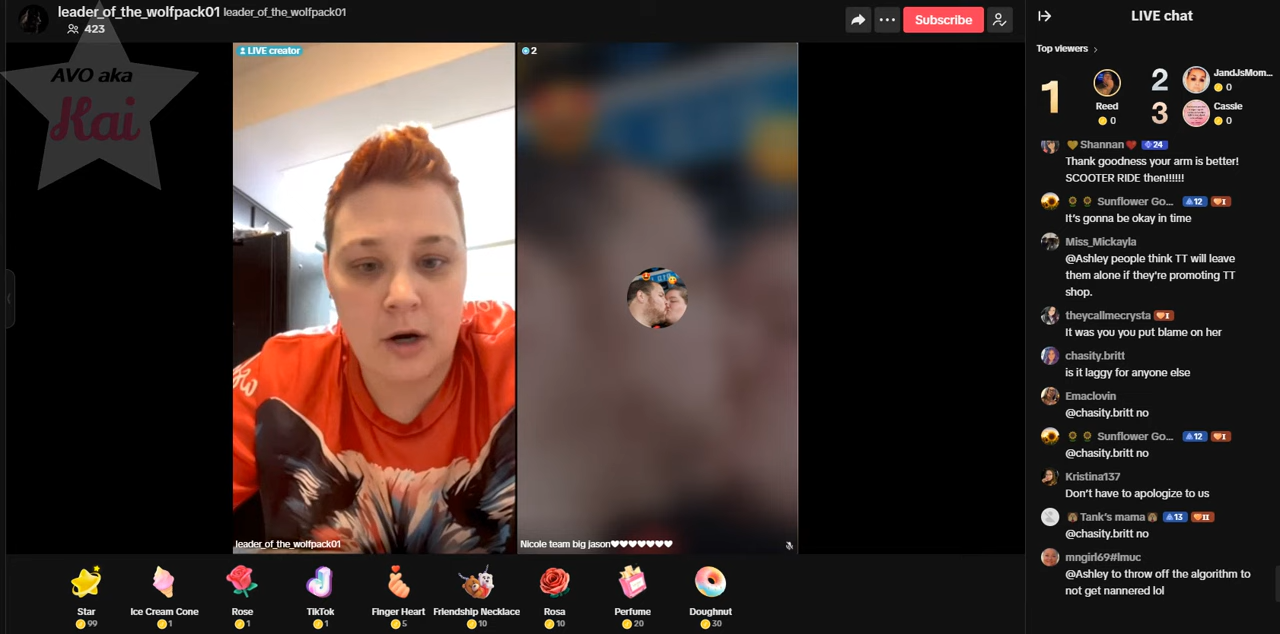 leader_of_the_wolfpack01 leader_of_the_wolfpack01
423
Subscribe
AVO aka
Kai
LIVE creator
2
leader_of_the_wolfpack01
Nicole team big jason♥♥♥♥♥♥♥
Star
99
Ice Cream Cone
1
Rose
1
TikTok
1
Finger Heart
5
Friendship Necklace
10
Rosa
10
Perfume
20
Doughnut
30
LIVE chat
Top viewers
1
Reed
0
2
JandJsMom...
0
3
Cassie
0
Shannan 24
Thank goodness your arm is better!
SCOOTER RIDE then!!!!!!
Sunflower Go... 12 I
It's gonna be okay in time
Miss_Mickayla
@Ashley people think TT will leave
them alone if they're promoting TT
shop.
theycallmecrysta I
It was you you put blame on her
chasity.britt
is it laggy for anyone else
Emaclovin
@chasity.britt no
Sunflower Go... 12 I
@chasity.britt no
Kristina137
Don't have to apologize to us
Tank's mama 13 II
@chasity.britt no
mngirl69#lmuc
@Ashley to throw off the algorithm to
not get nannered lol